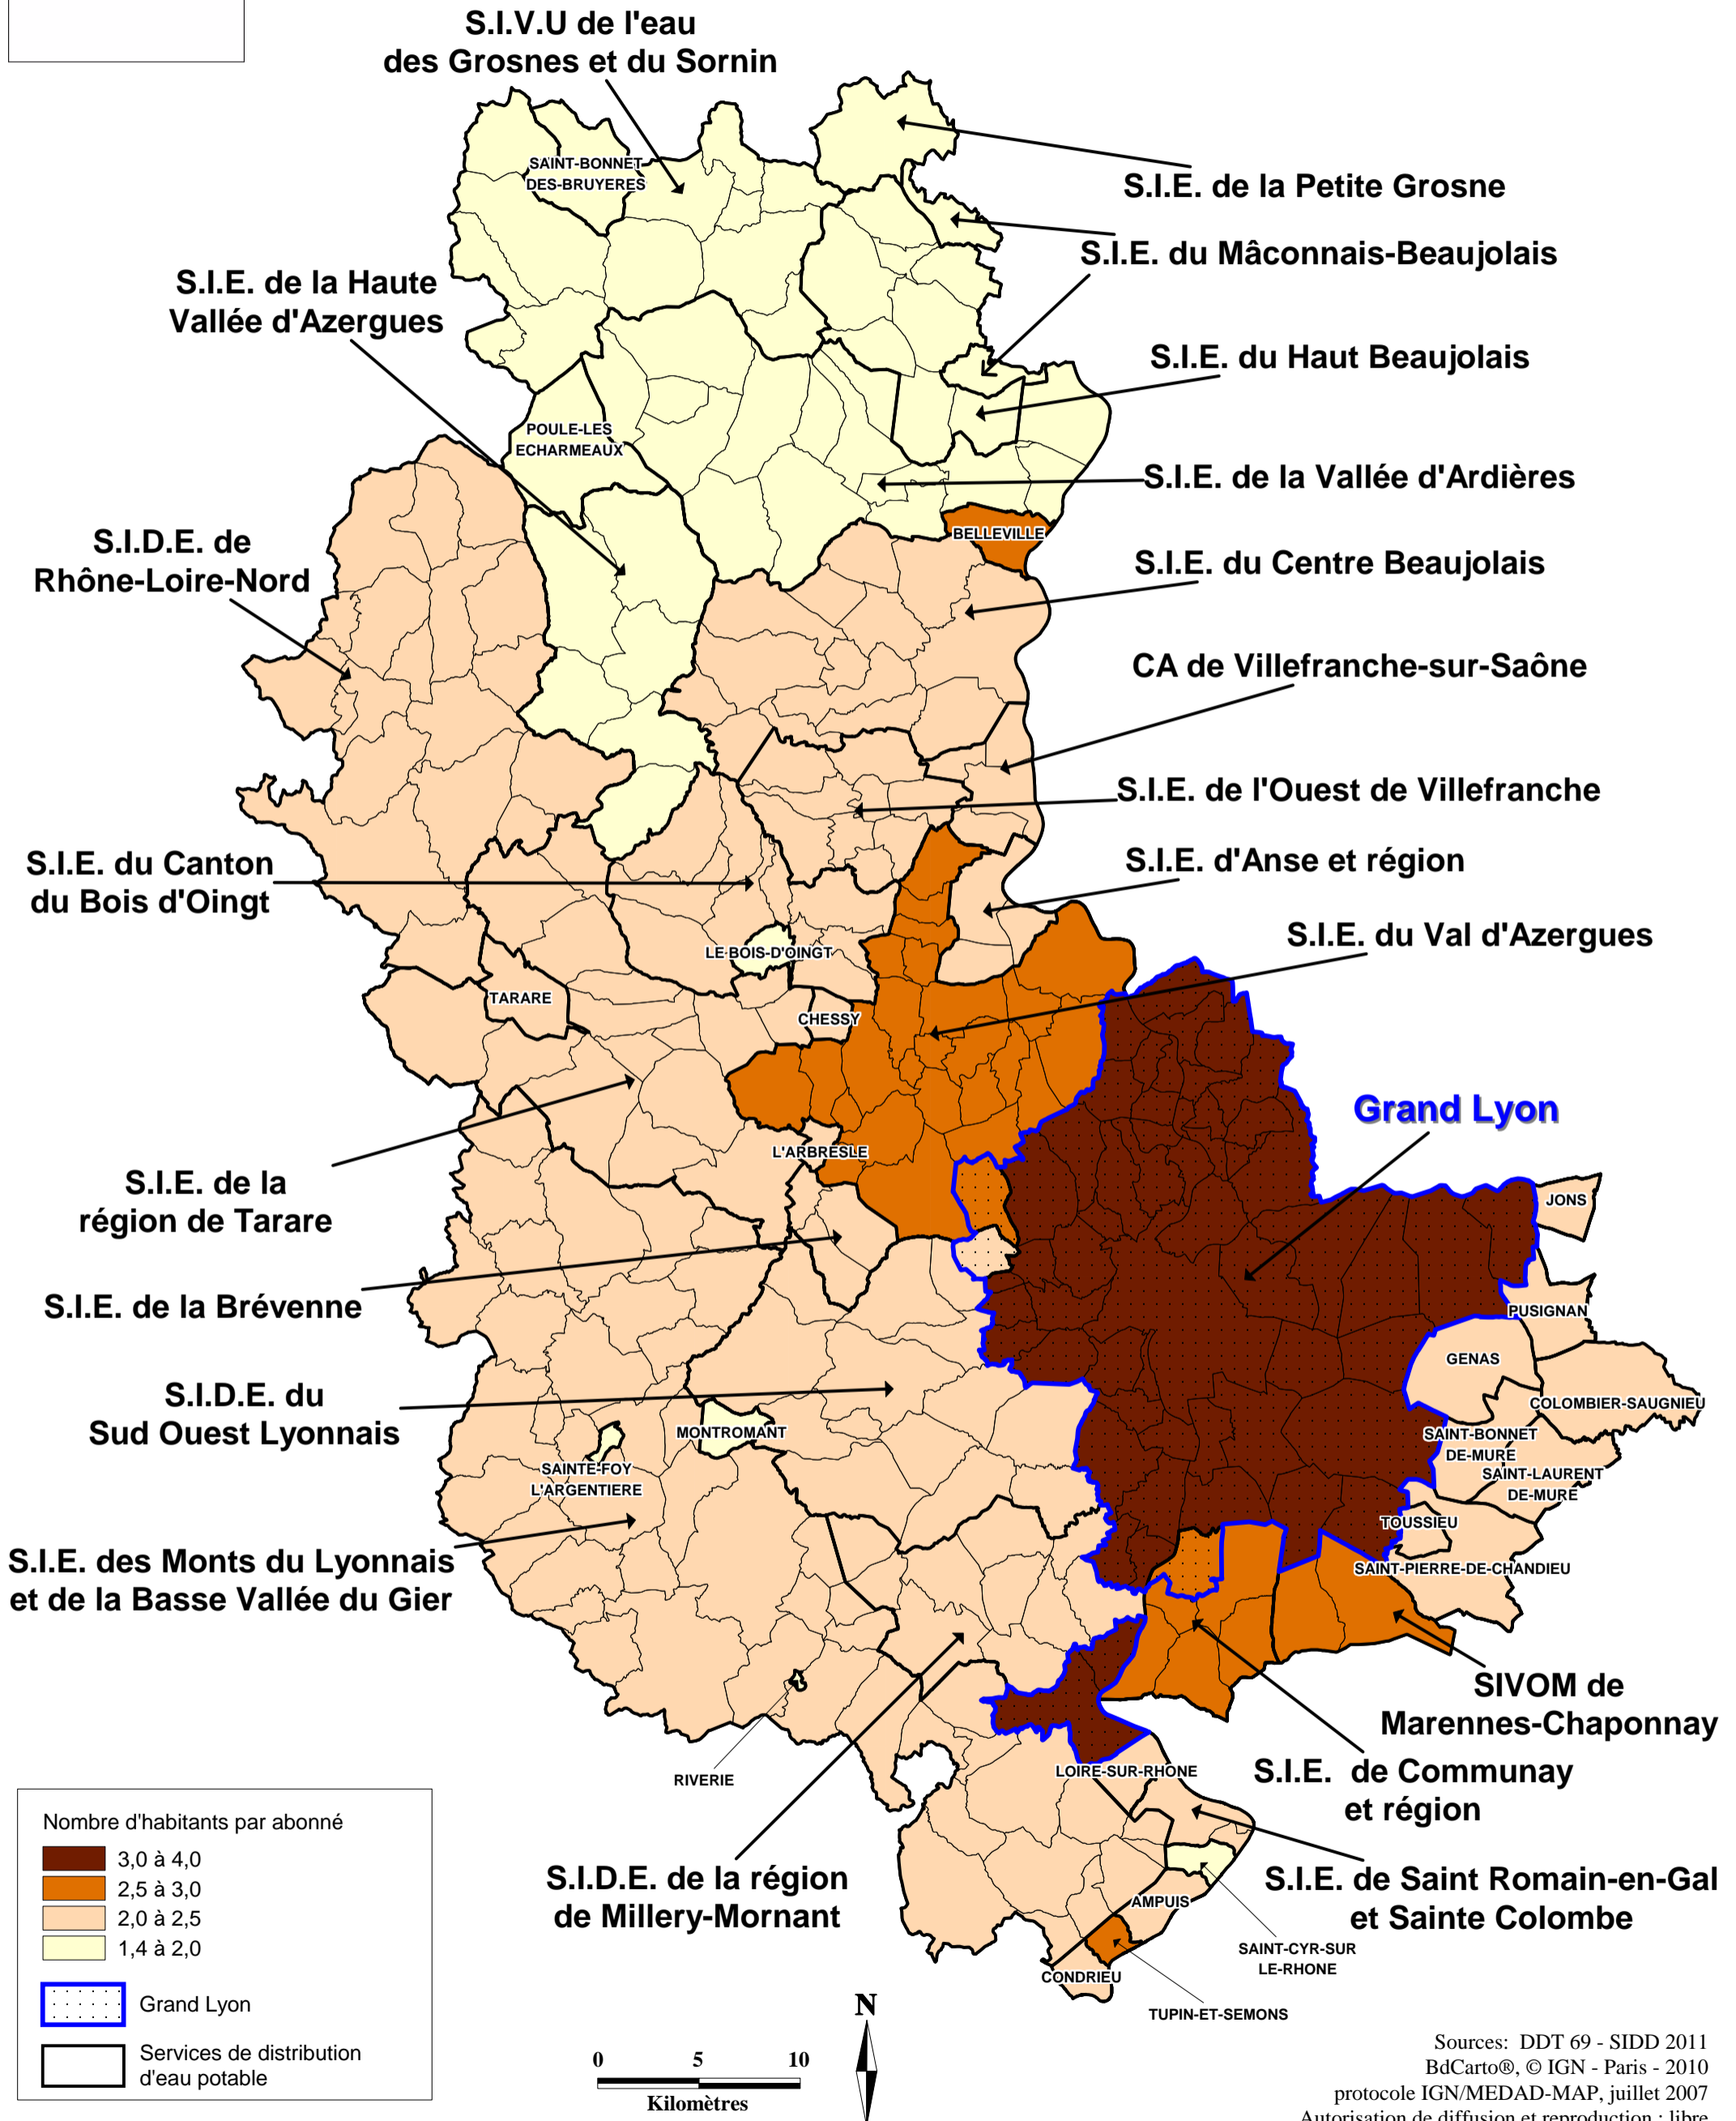 S.I.V.U de l'eau
des Grosnes et du Sornin
SAINT-BONNET
DES-BRUYERES
S.I.E. de la Petite Grosne
S.I.E. du Mâconnais-Beaujolais
S.I.E. de la Haute
Vallée d'Azergues
S.I.E. du Haut Beaujolais
POULE-LES
ECHARMEAUX
S.I.E. de la Vallée d'Ardières
BELLEVILLE
S.I.D.E. de
Rhône-Loire-Nord
S.I.E. du Centre Beaujolais
CA de Villefranche-sur-Saône
S.I.E. de l'Ouest de Villefranche
S.I.E. du Canton
du Bois d'Oingt
S.I.E. d'Anse et région
S.I.E. du Val d'Azergues
LE-BOIS-D'OINGT
TARARE
CHESSY
Grand Lyon
L'ARBRESLE
S.I.E. de la
région de Tarare
JONS
S.I.E. de la Brévenne
PUSIGNAN
GENAS
S.I.D.E. du
Sud Ouest Lyonnais
COLOMBIER-SAUGNIEU
MONTROMANT
SAINT-BONNET
DE-MURE
SAINTE-FOY
L'ARGENTIERE
SAINT-LAURENT
DE-MURE
TOUSSIEU
S.I.E. des Monts du Lyonnais
et de la Basse Vallée du Gier
SAINT-PIERRE-DE-CHANDIEU
SIVOM de
Marennes-Chaponnay
RIVERIE
LOIRE-SUR-RHONE
S.I.E. de Communay
et région
S.I.D.E. de la région
de Millery-Mornant
S.I.E. de Saint Romain-en-Gal
et Sainte Colombe
AMPUIS
SAINT-CYR-SUR
LE-RHONE
CONDRIEU
TUPIN-ET-SEMONS
Nombre d'habitants par abonné
3,0 à 4,0
2,5 à 3,0
2,0 à 2,5
1,4 à 2,0
Grand Lyon
Services de distribution
d'eau potable
0 5 10
Kilomètres
N
Sources: DDT 69 - SIDD 2011
BdCarto®, © IGN - Paris - 2010
protocole IGN/MEDAD-MAP, juillet 2007
Autorisation de diffusion et reproduction : libre